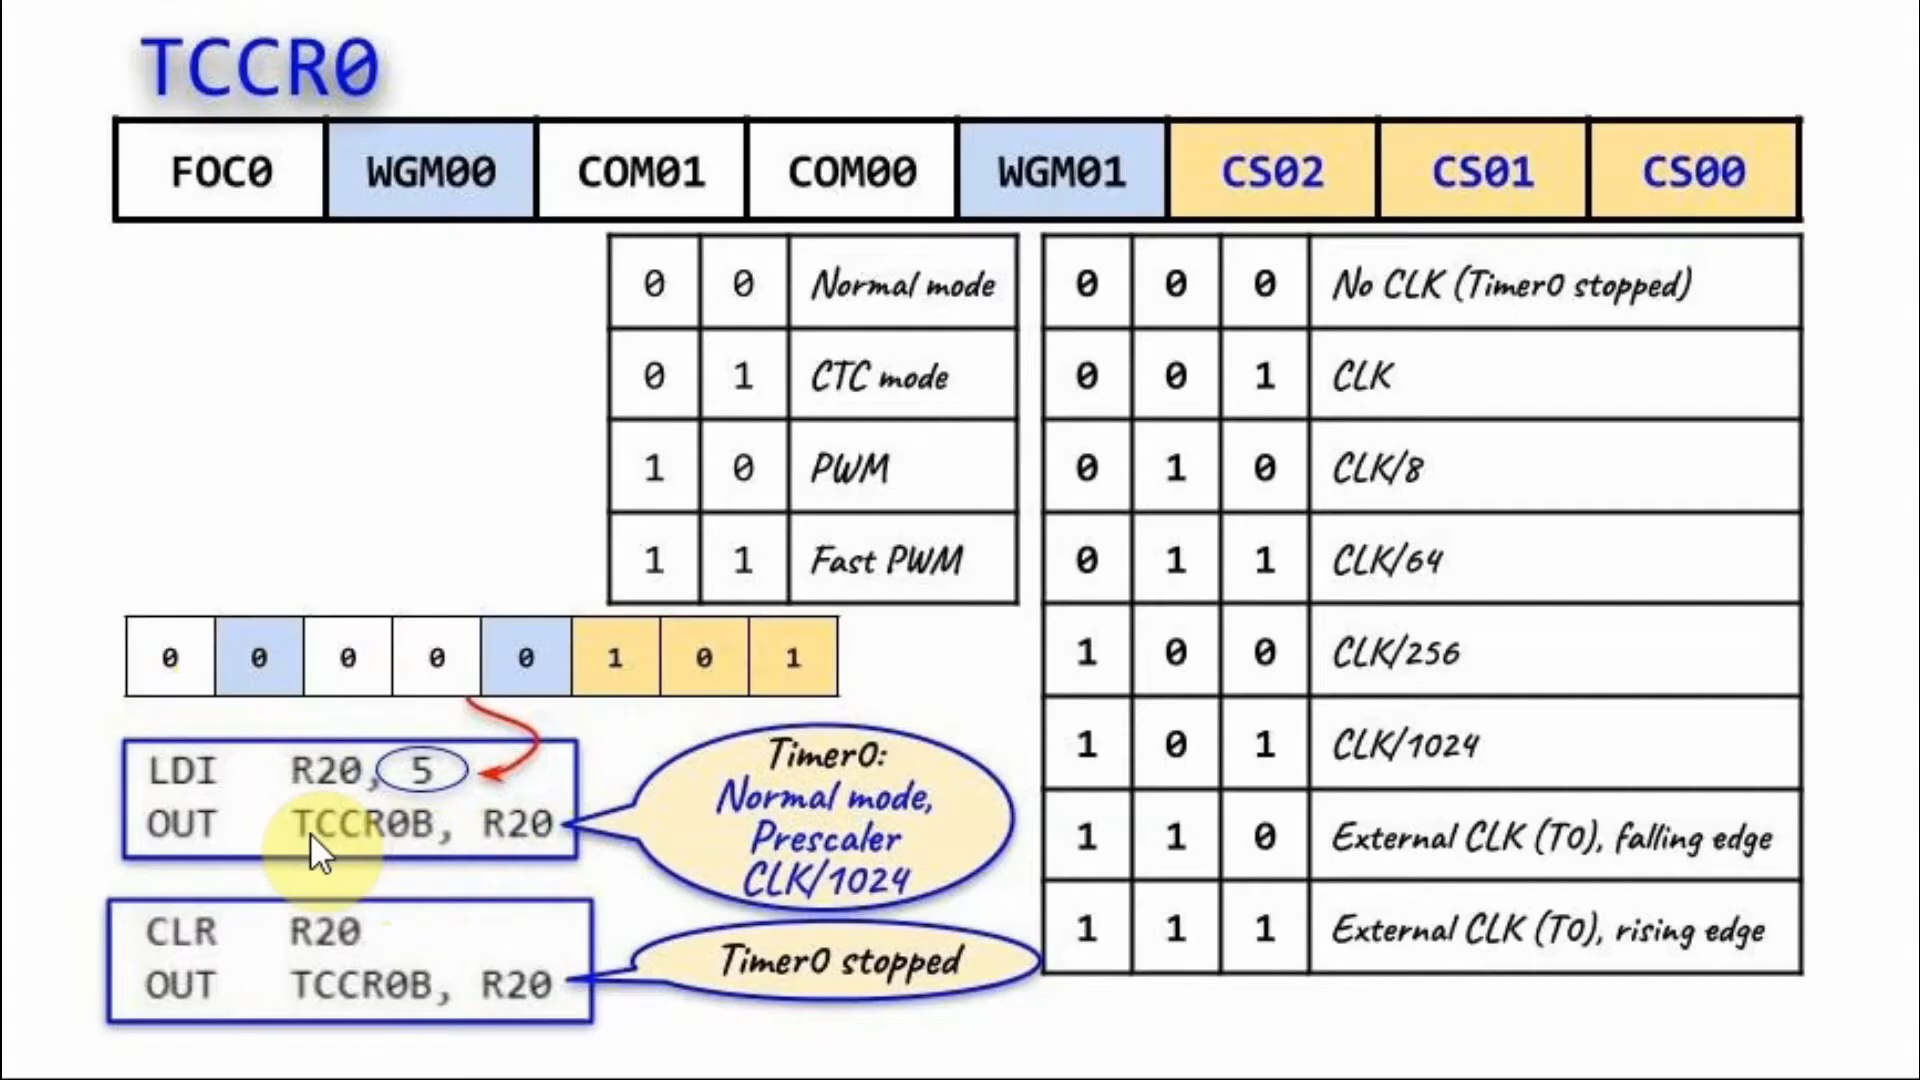 TCCR0
FOC0 WGM00 COM01 COM00 WGM01 CS02 CS01 CS00
0 0 Normal mode
0 1 CTC mode
1 0 PWM
1 1 Fast PWM
0 0 0 No CLK (Timer0 stopped)
0 0 1 CLK
0 1 0 CLK/8
0 1 1 CLK/64
1 0 0 CLK/256
1 0 1 CLK/1024
1 1 0 External CLK (T0), falling edge
1 1 1 External CLK (T0), rising edge
0 0 0 0 0 1 0 1
LDI R20, 5
OUT TCCR0B, R20
Timer0:
Normal mode,
Prescaler
CLK/1024
CLR R20
OUT TCCR0B, R20
Timer0 stopped